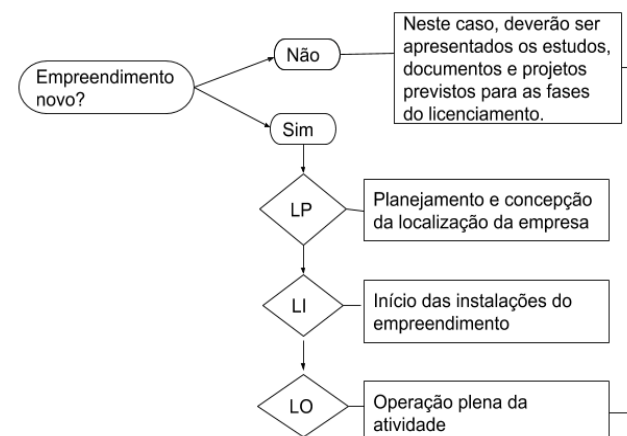 Empreendimento
novo?
Não
Neste caso, deverão ser
apresentados os estudos,
documentos e projetos
previstos para as fases
do licenciamento.
Sim
LP
Planejamento e concepção
da localização da empresa
LI
Início das instalações do
empreendimento
LO
Operação plena da
atividade